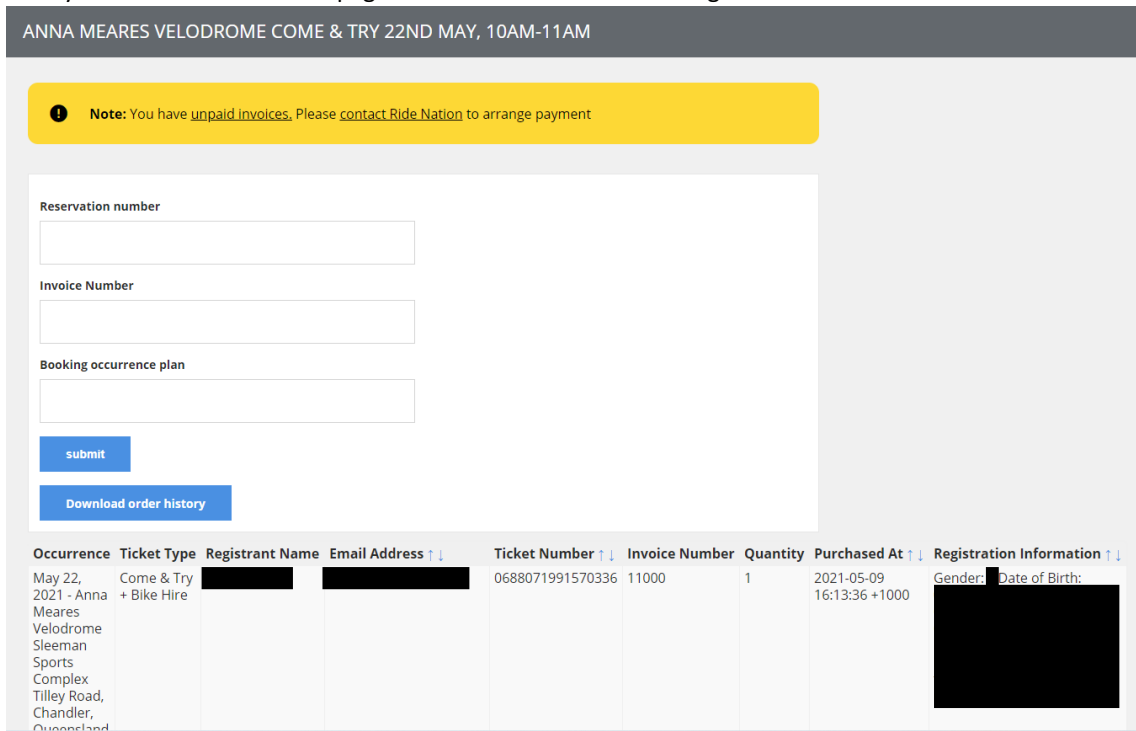 ANNA MEARES VELODROME COME & TRY 22ND MAY, 10AM-11AM
Note: You have unpaid invoices. Please contact Ride Nation to arrange payment
Reservation number
Invoice Number
Booking occurrence plan
submit
Download order history
Occurrence Ticket Type Registrant Name Email Address ↑↓ Ticket Number ↑↓ Invoice Number Quantity Purchased At ↑↓ Registration Information ↑↓
May 22, Come & Try 0688071991570336 11000 1 2021-05-09 Gender: Date of Birth:
2021 - Anna + Bike Hire 16:13:36 +1000
Meares
Velodrome
Sleeman
Sports
Complex
Tilley Road,
Chandler,
Queensland